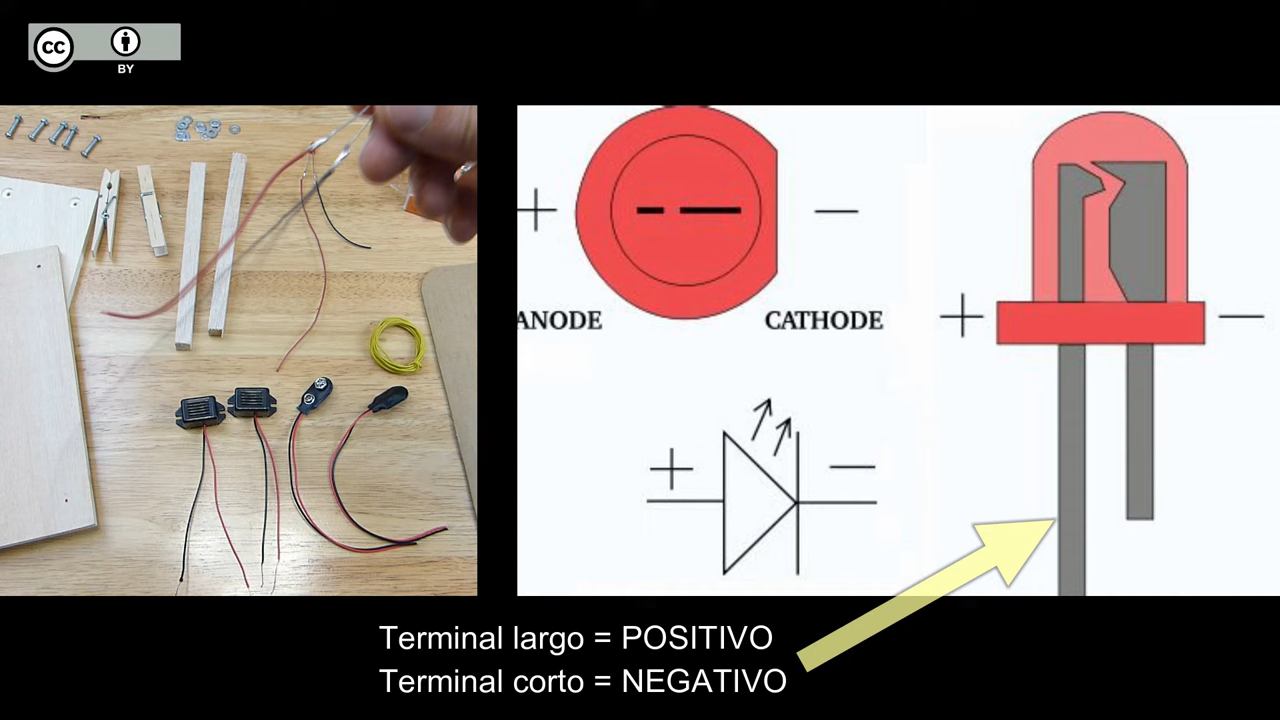 cc
BY
+
−
ANODE
CATHODE
+
−
+
−
Terminal largo = POSITIVO
Terminal corto = NEGATIVO